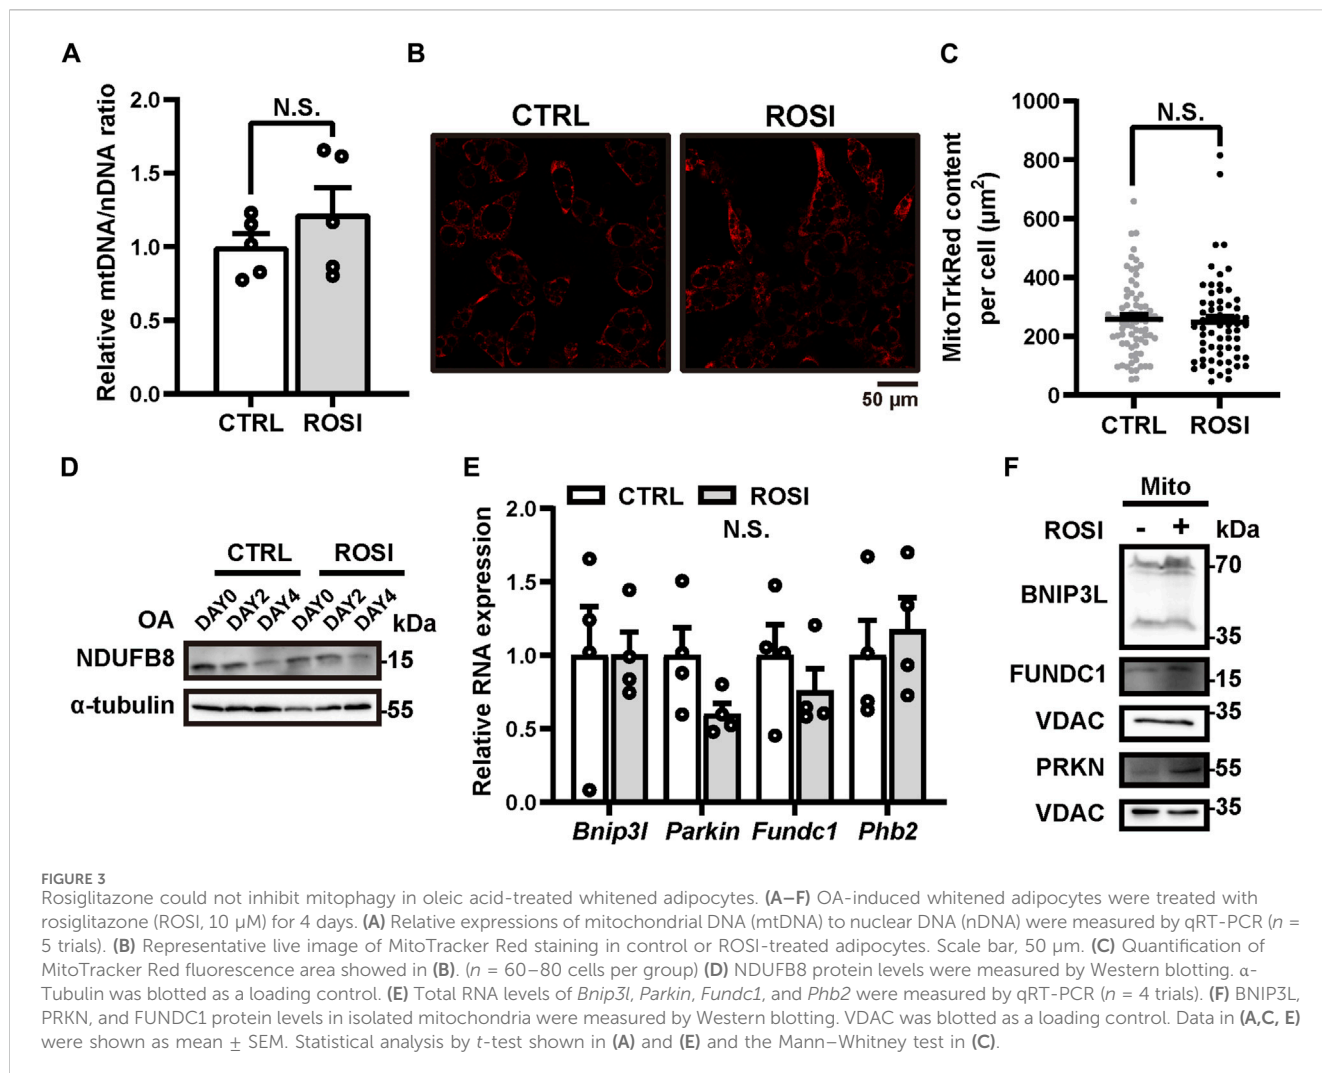 A
B
C
2.0
1.5
1.0
0.5
0.0
Relative mtDNA/nDNA ratio
N.S.
CTRL
ROSI
CTRL
ROSI
50 µm
1000
800
600
400
200
0
MitoTrkRed content
per cell (µm²)
N.S.
CTRL
ROSI
D
E
F
CTRL
ROSI
OA
DAY0
DAY2
DAY4
DAY0
DAY2
DAY4
kDa
NDUFB8
-15
α-tubulin
-55
CTRL
ROSI
N.S.
2.0
1.5
1.0
0.5
0.0
Relative RNA expression
Bnip3l
Parkin
Fundc1
Phb2
Mito
ROSI - + kDa
BNIP3L
-70
-35
FUNDC1
-15
VDAC
-35
PRKN
-55
VDAC
-35
FIGURE 3
Rosiglitazone could not inhibit mitophagy in oleic acid-treated whitened adipocytes. (A–F) OA-induced whitened adipocytes were treated with
rosiglitazone (ROSI, 10 µM) for 4 days. (A) Relative expressions of mitochondrial DNA (mtDNA) to nuclear DNA (nDNA) were measured by qRT-PCR (n =
5 trials). (B) Representative live image of MitoTracker Red staining in control or ROSI-treated adipocytes. Scale bar, 50 µm. (C) Quantification of
MitoTracker Red fluorescence area showed in (B). (n = 60–80 cells per group) (D) NDUFB8 protein levels were measured by Western blotting. α-
Tubulin was blotted as a loading control. (E) Total RNA levels of Bnip3l, Parkin, Fundc1, and Phb2 were measured by qRT-PCR (n = 4 trials). (F) BNIP3L,
PRKN, and FUNDC1 protein levels in isolated mitochondria were measured by Western blotting. VDAC was blotted as a loading control. Data in (A,C, E)
were shown as mean ± SEM. Statistical analysis by t-test shown in (A) and (E) and the Mann–Whitney test in (C).